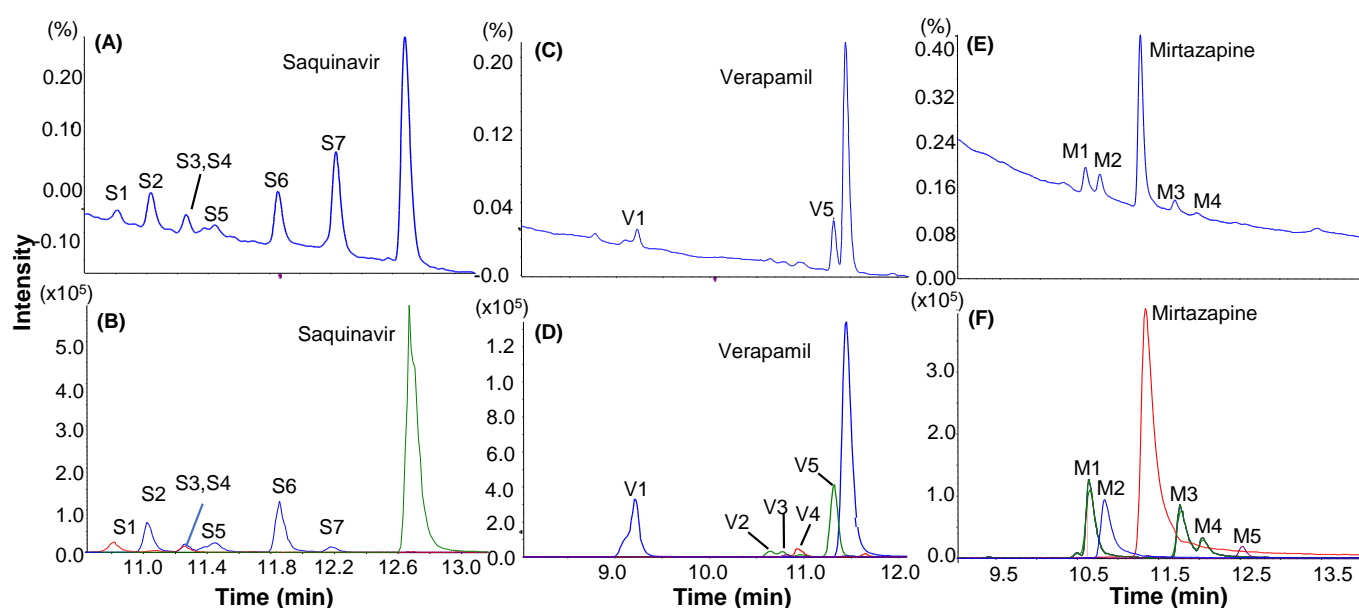 Intensity
(%)
(A)
Saquinavir
0.20
0.10
0.00
-0.10
S1
S2
S3,S4
S5
S6
S7
(x10⁵)
(B)
Saquinavir
5.0
4.0
3.0
2.0
1.0
0.0
S1
S2
S3,S4
S5
S6
S7
11.0 11.4 11.8 12.2 12.6 13.0
Time (min)
(%)
(C)
Verapamil
0.20
0.12
0.04
-0.0
V1
V5
(x10⁵)
(D)
Verapamil
1.2
1.0
8.0
6.0
4.0
2.0
0.0
V1
V2
V3
V4
V5
9.0 10.0 11.0 12.0
Time (min)
(%)
(E)
Mirtazapine
0.40
0.32
0.24
0.16
0.08
0.00
M1
M2
M3
M4
(x10⁵)
(F)
Mirtazapine
3.0
2.0
1.0
0.0
M1
M2
M3
M4
M5
9.5 10.5 11.5 12.5 13.5
Time (min)